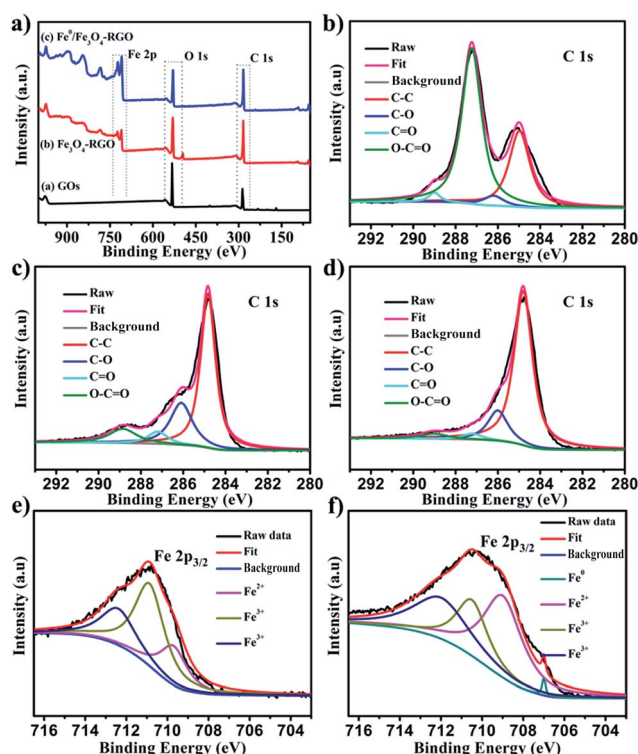 a)
(c) Fe⁰/Fe₃O₄-RGO
Fe 2p
O 1s
C 1s
(b) Fe₃O₄-RGO
(a) GOs
Intensity (a.u.)
900 750 600 450 300 150
Binding Energy (eV)
b)
Raw
Fit
Background
C-C
C-O
C=O
O-C=O
C 1s
Intensity (a.u)
292 290 288 286 284 282 280
Binding Energy (eV)
c)
Raw
Fit
Background
C-C
C-O
C=O
O-C=O
C 1s
Intensity (a.u)
292 290 288 286 284 282 280
Binding Energy (eV)
d)
Raw
Fit
Background
C-C
C-O
C=O
O-C=O
C 1s
Intensity (a.u)
292 290 288 286 284 282 280
Binding Energy (eV)
e)
Fe 2p₃/₂
Raw data
Fit
Background
Fe²⁺
Fe³⁺
Fe³⁺
Intensity (a.u)
716 714 712 710 708 706 704
Binding Energy (eV)
f)
Fe 2p₃/₂
Raw data
Fit
Background
Fe⁰
Fe²⁺
Fe³⁺
Fe³⁺
Intensity (a.u)
716 714 712 710 708 706 704
Binding Energy (eV)